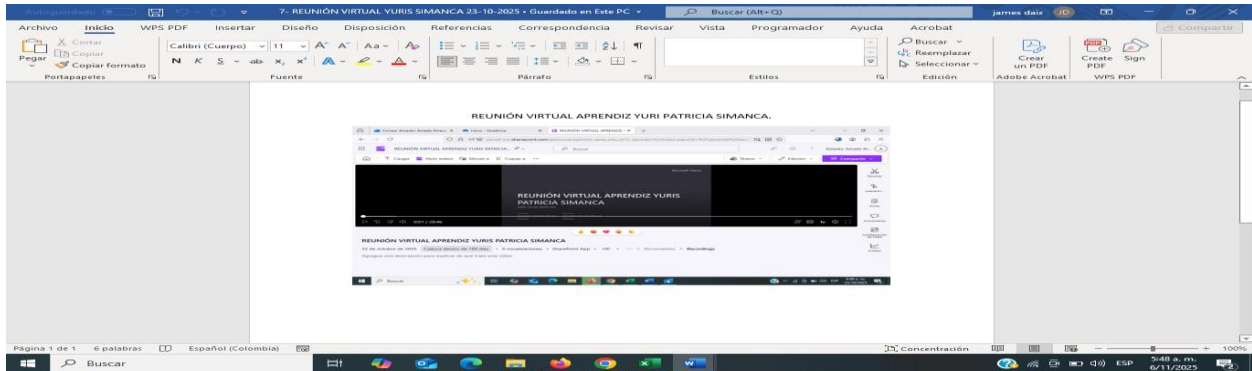 Autoguardado
7- REUNIÓN VIRTUAL YURIS SIMANCA 23-10-2025 • Guardado en Este PC
Buscar (Alt+Q)
james daiz
JD
Archivo Inicio WPS PDF Insertar Diseño Disposición Referencias Correspondencia Revisar Vista Programador Ayuda Acrobat
Compartir
Pegar
Cortar
Copiar
Copiar formato
Calibri (Cuerpo) 11
N K S
Buscar
Reemplazar
Seleccionar
Crear un PDF
Create PDF
Sign
Portapapeles Fuente Párrafo Estilos Edición Adobe Acrobat WPS PDF
REUNIÓN VIRTUAL APRENDIZ YURI PATRICIA SIMANCA.
REUNIÓN VIRTUAL APRENDIZ YURIS
PATRICIA SIMANCA
REUNIÓN VIRTUAL APRENDIZ YURIS PATRICIA SIMANCA
Recordings
Buscar
Página 1 de 1 6 palabras Español (Colombia)
Concentración
100%
Buscar
ESP
5:48 a. m.
6/11/2025